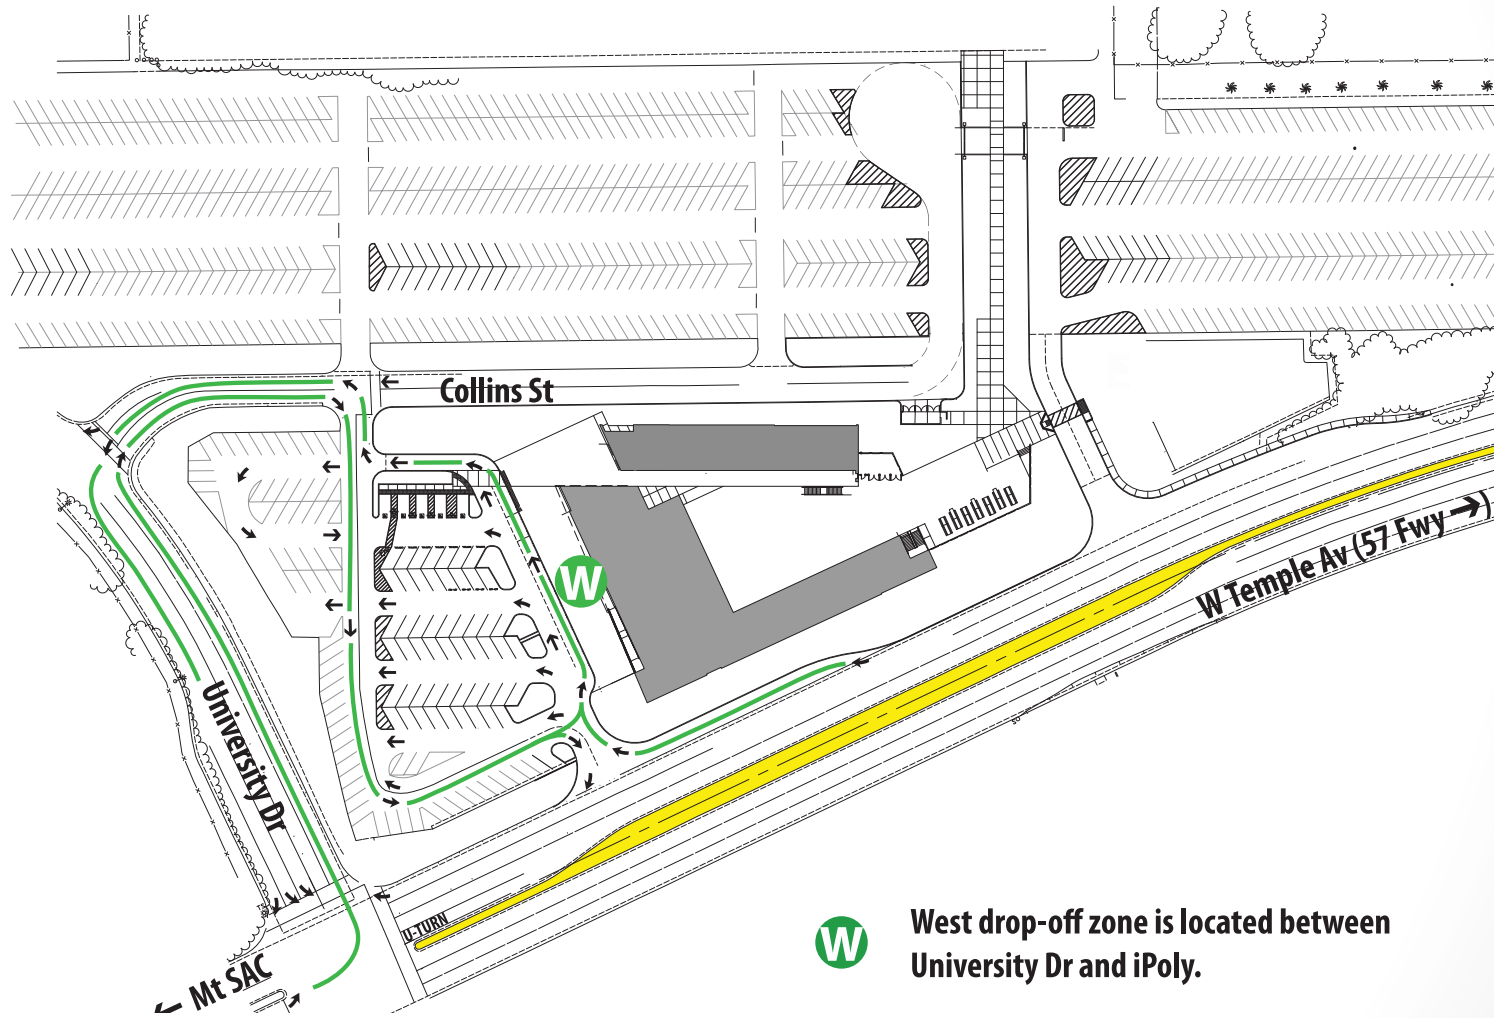 Collins St
W
W Temple Av (57 Fwy →)
University Dr
U-TURN
← Mt SAC
W
West drop-off zone is located between
University Dr and iPoly.